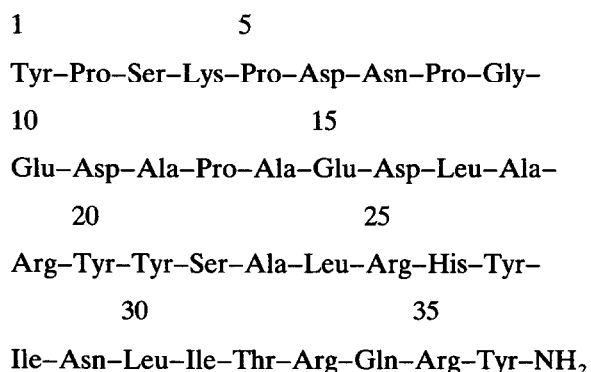 1 5
Tyr–Pro–Ser–Lys–Pro–Asp–Asn–Pro–Gly–
10 15
Glu–Asp–Ala–Pro–Ala–Glu–Asp–Leu–Ala–
20 25
Arg–Tyr–Tyr–Ser–Ala–Leu–Arg–His–Tyr–
30 35
Ile–Asn–Leu–Ile–Thr–Arg–Gln–Arg–Tyr–NH₂